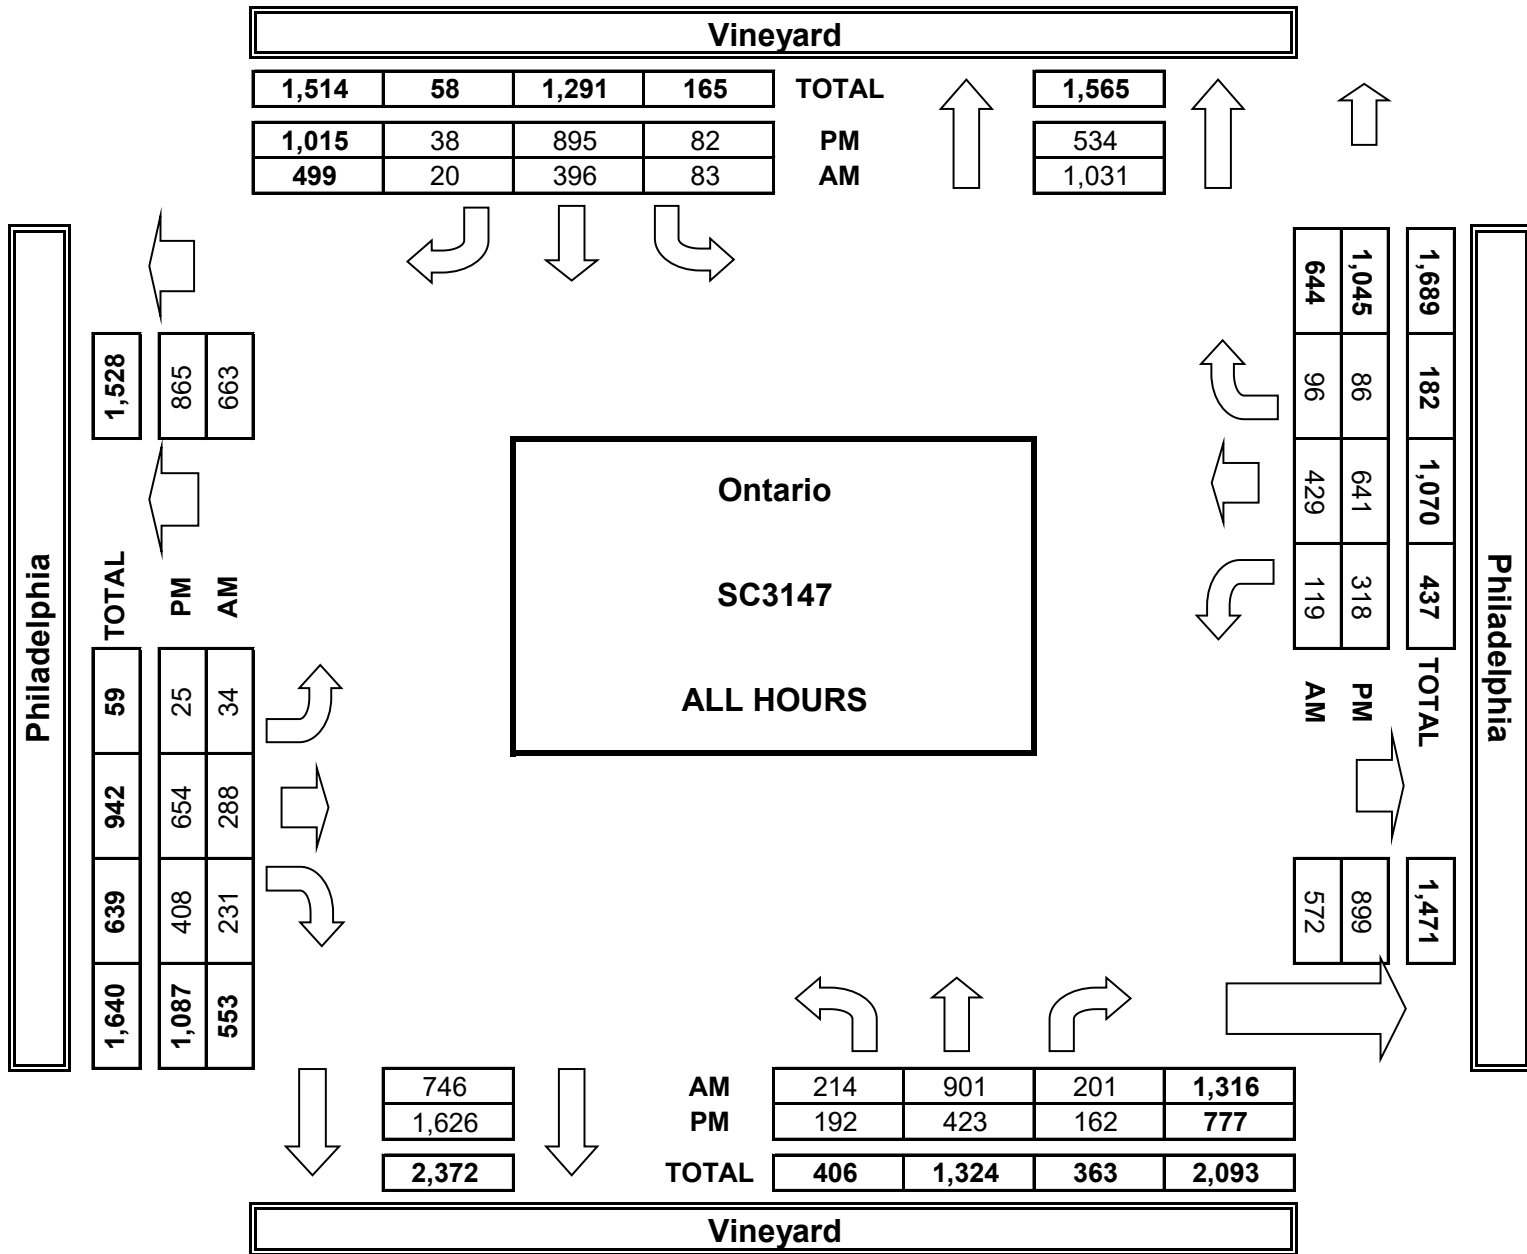 Vineyard
1,514 58 1,291 165 TOTAL 1,565
1,015 38 895 82 PM 534
499 20 396 83 AM 1,031
Philadelphia
1,528
865
663
TOTAL
PM
AM
59 942 639 1,640
25 654 408 1,087
34 288 231 553
Ontario
SC3147
ALL HOURS
1,689 182 1,070 437 TOTAL 1,471
1,045 86 641 318 PM 899
644 96 429 119 AM 572
Philadelphia
746 AM 214 901 201 1,316
1,626 PM 192 423 162 777
2,372 TOTAL 406 1,324 363 2,093
Vineyard